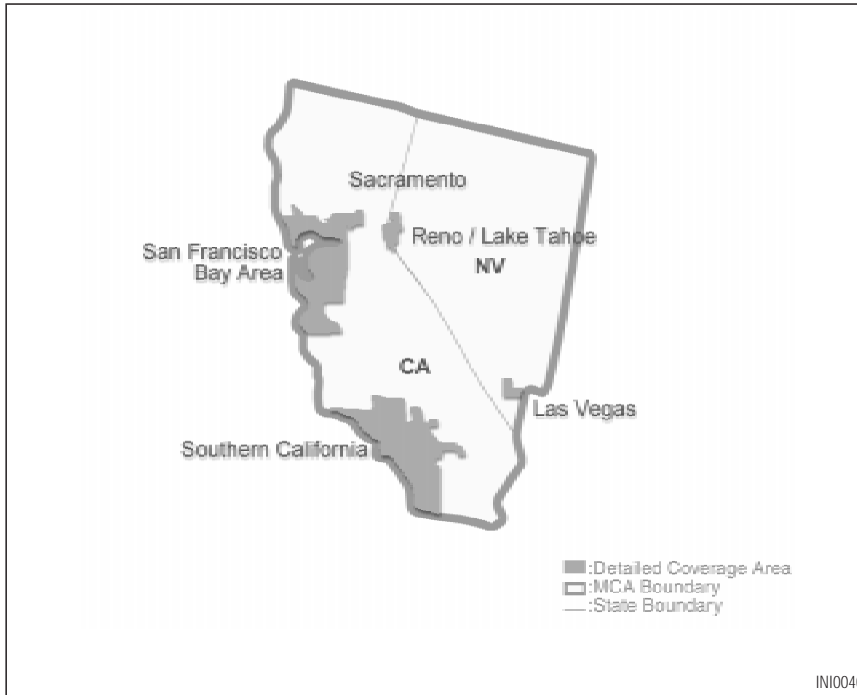 Sacramento
Reno / Lake Tahoe
San Francisco
Bay Area
NV
CA
Las Vegas
Southern California
:Detailed Coverage Area
:MCA Boundary
:State Boundary